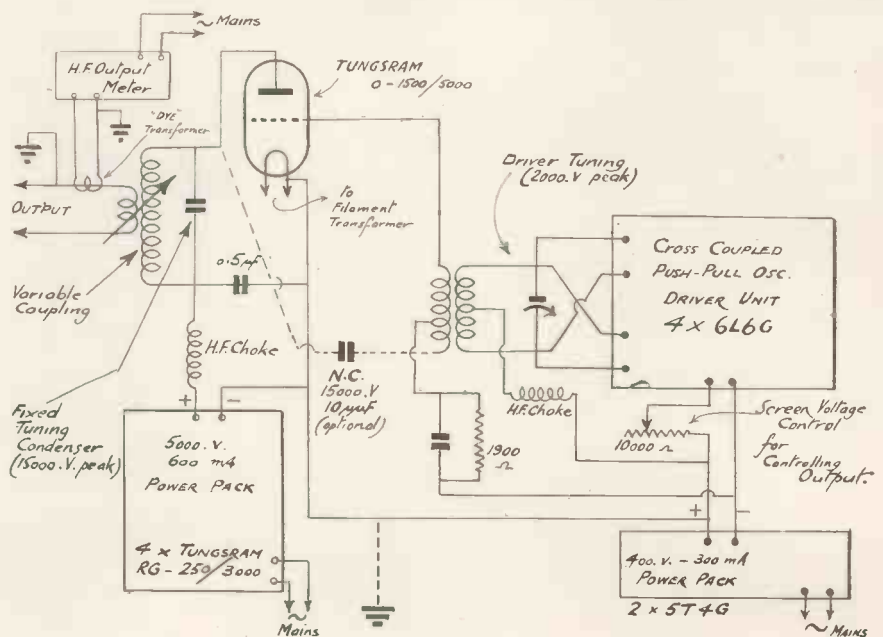 ~ Mains
H.F. Output
Meter
"DYE"
Transformer
TUNGSRAM
0-1500/5000
Driver Tuning
(2000.V peak)
To
Filament
Transformer
OUTPUT
Variable
Coupling
0.5μF
H.F. Choke
Fixed
Tuning
Condenser
(15000.V peak)
N.C.
15000.V
10μμF
(optional)
CROSS COUPLED
PUSH-PULL OSC.
DRIVER UNIT
4 x 6L6G
H.F. Choke
1900
Ω
10000 Ω
Screen Voltage
Control
for
Controlling
Output.
+ -
5000.V.
600 mA
POWER PACK
4 x TUNGSRAM
RG-250/3000
~ Mains
+ -
400.V. - 300 mA
POWER PACK
2 x 5T4G
~ MAINS